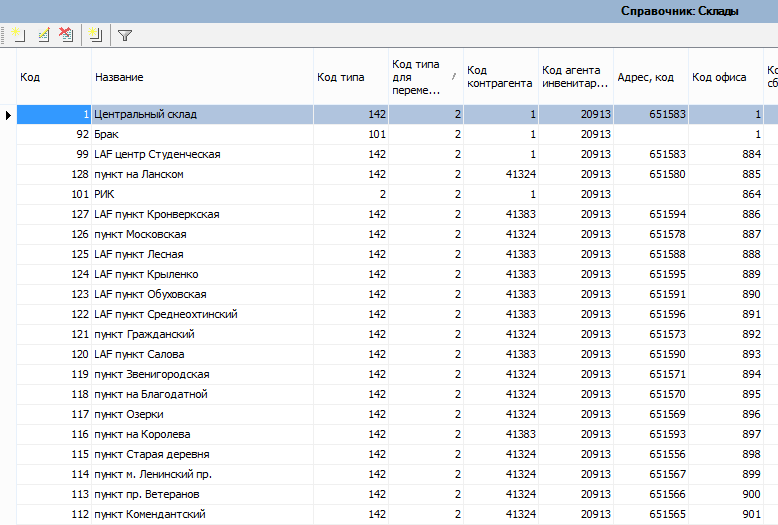 Справочник: Склады
Код Название Код типа Код типа для переме... / Код контрагента Код агента инвенитар... Адрес, код Код офиса Ко сб
1 Центральный склад 142 2 1 20913 651583 1
92 Брак 101 2 1 20913 1
99 LAF центр Студенческая 142 2 1 20913 651583 884
128 пункт на Ланском 142 2 41324 20913 651580 885
101 РИК 2 2 1 20913 864
127 LAF пункт Кронверкская 142 2 41383 20913 651594 886
126 пункт Московская 142 2 41324 20913 651578 887
125 LAF пункт Лесная 142 2 41383 20913 651588 888
124 LAF пункт Крыленко 142 2 41383 20913 651595 889
123 LAF пункт Обуховская 142 2 41383 20913 651591 890
122 LAF пункт Среднеохтинский 142 2 41383 20913 651596 891
121 пункт Гражданский 142 2 41324 20913 651573 892
120 LAF пункт Салова 142 2 41383 20913 651590 893
119 пункт Звенигородская 142 2 41324 20913 651571 894
118 пункт на Благодатной 142 2 41324 20913 651570 895
117 пункт Озерки 142 2 41324 20913 651569 896
116 пункт на Королева 142 2 41383 20913 651593 897
115 пункт Старая деревня 142 2 41324 20913 651556 898
114 пункт м. Ленинский пр. 142 2 41324 20913 651567 899
113 пункт пр. Ветеранов 142 2 41324 20913 651566 900
112 пункт Комендантский 142 2 41324 20913 651565 901